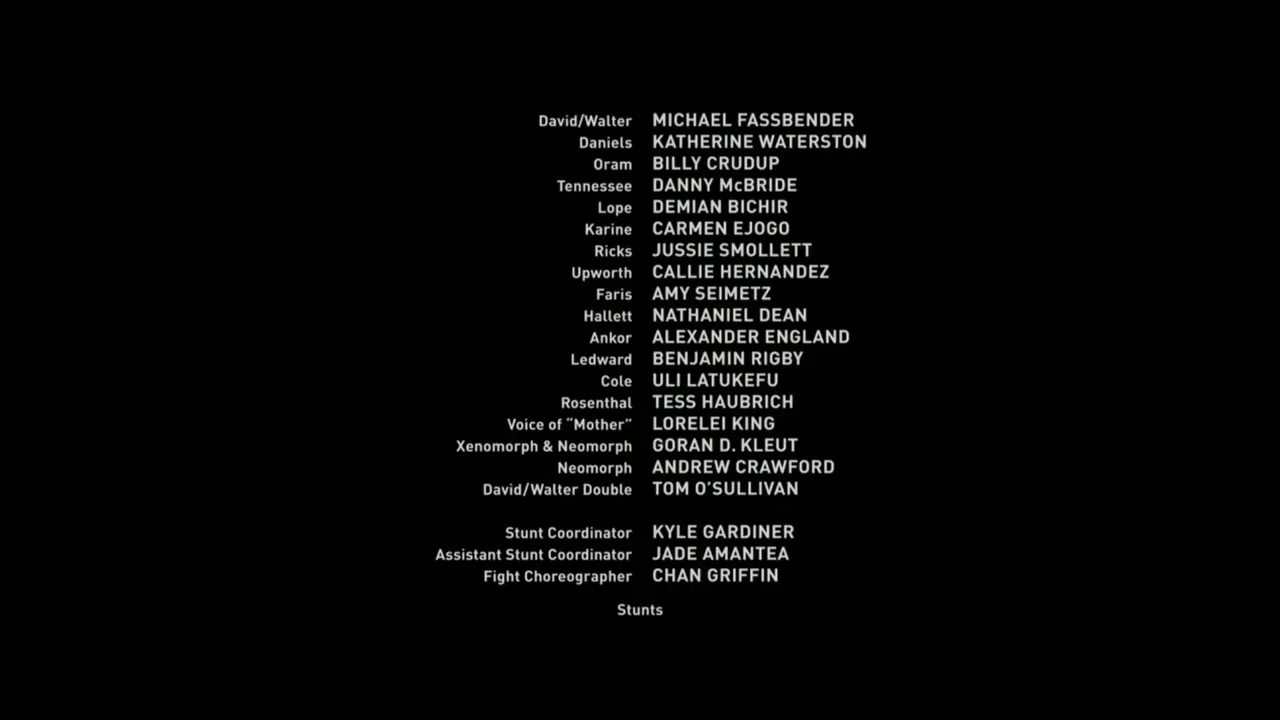 David/Walter MICHAEL FASSBENDER
Daniels KATHERINE WATERSTON
Oram BILLY CRUDUP
Tennessee DANNY McBRIDE
Lope DEMIAN BICHIR
Karine CARMEN EJOGO
Ricks JUSSIE SMOLLETT
Upworth CALLIE HERNANDEZ
Faris AMY SEIMETZ
Hallett NATHANIEL DEAN
Ankor ALEXANDER ENGLAND
Ledward BENJAMIN RIGBY
Cole ULI LATUKEFU
Rosenthal TESS HAUBRICH
Voice of “Mother” LORELEI KING
Xenomorph & Neomorph GORAN D. KLEUT
Neomorph ANDREW CRAWFORD
David/Walter Double TOM O’SULLIVAN
Stunt Coordinator KYLE GARDINER
Assistant Stunt Coordinator JADE AMANTEA
Fight Choreographer CHAN GRIFFIN
Stunts